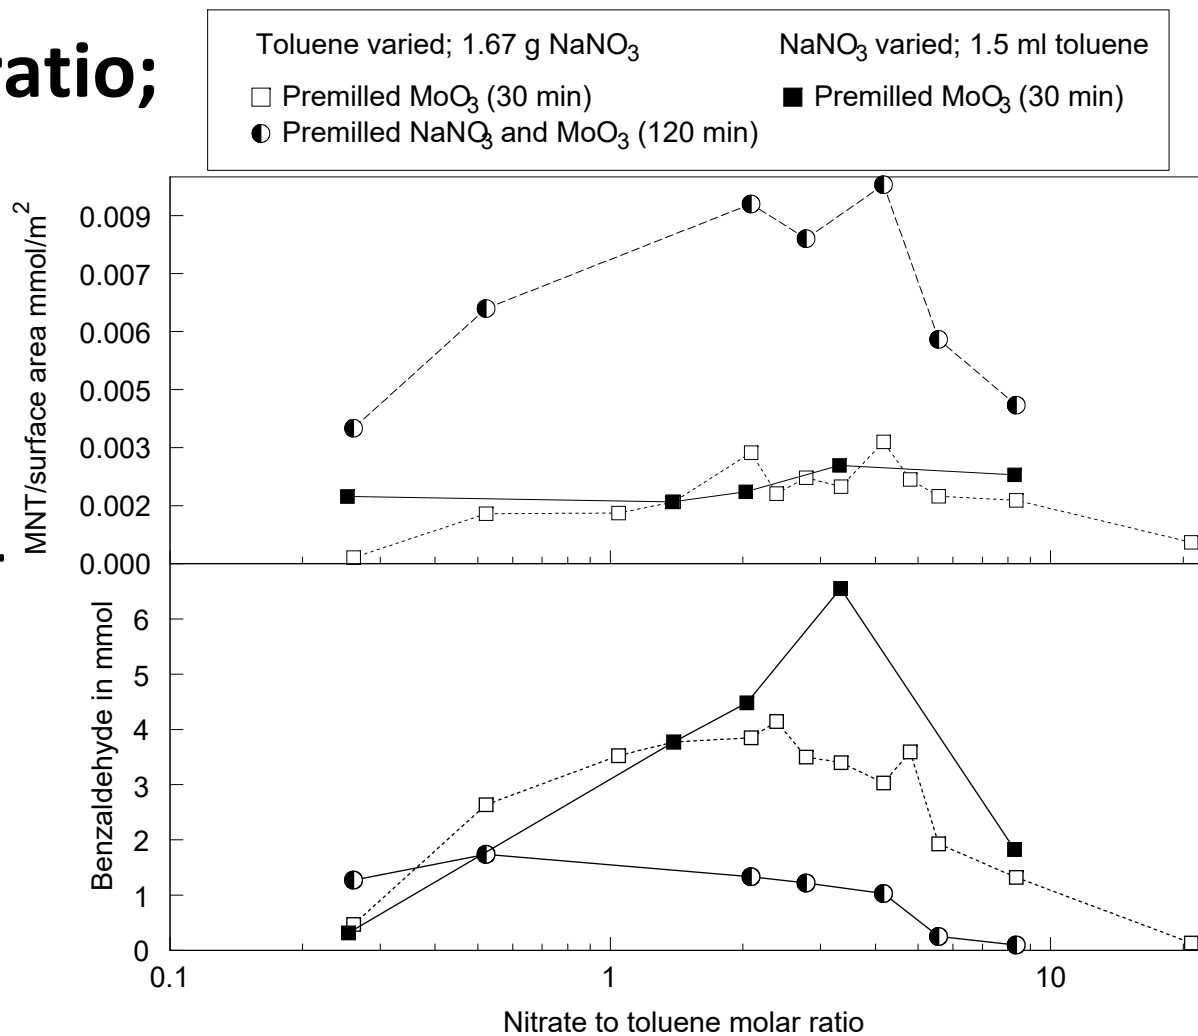 ratio;
Toluene varied; 1.67 g NaNO3
NaNO3 varied; 1.5 ml toluene
Premilled MoO3 (30 min)
Premilled MoO3 (30 min)
Premilled NaNO3 and MoO3 (120 min)
MNT/surface area mmol/m2
0.009
0.007
0.006
0.005
0.003
0.002
0.000
Benzaldehyde in mmol
6
5
4
3
2
1
0
0.1
1
10
Nitrate to toluene molar ratio